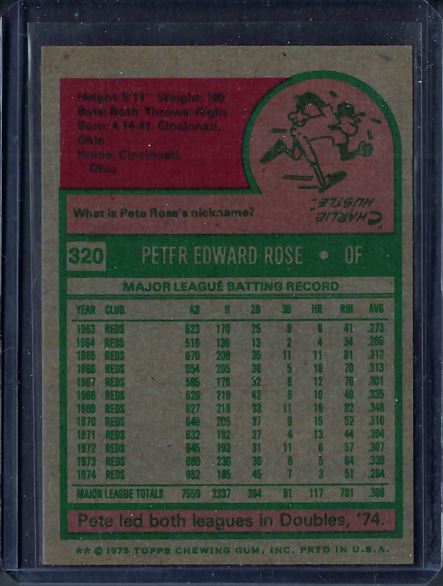 Height: 5'11" Weight: 190
Bats: Both Throws: Right
Born: 4-14-41, Cincinnati,
Ohio
Home: Cincinnati,
Ohio
"CHARLIE
HUSTLE"
What is Pete Rose's nickname?
320 PETER EDWARD ROSE • OF
MAJOR LEAGUE BATTING RECORD
YEAR CLUB AB H 2B 3B HR RBI AVG
1963 REDS 623 170 25 9 6 41 .273
1964 REDS 516 139 13 2 4 34 .269
1965 REDS 670 209 35 11 11 81 .312
1966 REDS 654 205 38 5 16 70 .313
1967 REDS 585 176 32 8 12 76 .301
1968 REDS 626 210 42 6 10 49 .335
1969 REDS 627 218 33 11 16 82 .348
1970 REDS 649 205 37 9 15 52 .316
1971 REDS 632 192 27 4 13 44 .304
1972 REDS 645 198 31 11 6 57 .307
1973 REDS 680 230 36 8 5 64 .338
1974 REDS 652 185 45 7 3 51 .284
MAJOR LEAGUE TOTALS 7559 2337 394 91 117 701 .309
Pete led both leagues in Doubles, '74.
★★ © 1975 TOPPS CHEWING GUM, INC. PRTD IN U.S.A.